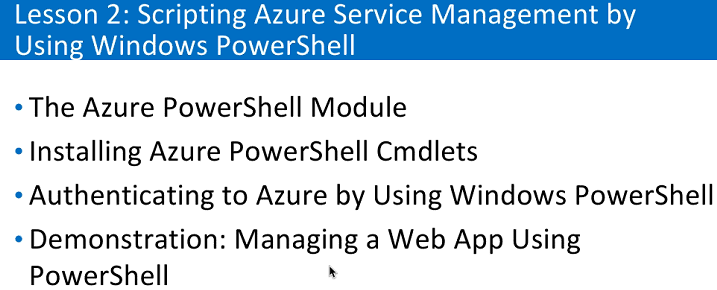 Lesson 2: Scripting Azure Service Management by
Using Windows PowerShell
• The Azure PowerShell Module
• Installing Azure PowerShell Cmdlets
• Authenticating to Azure by Using Windows PowerShell
• Demonstration: Managing a Web App Using
PowerShell